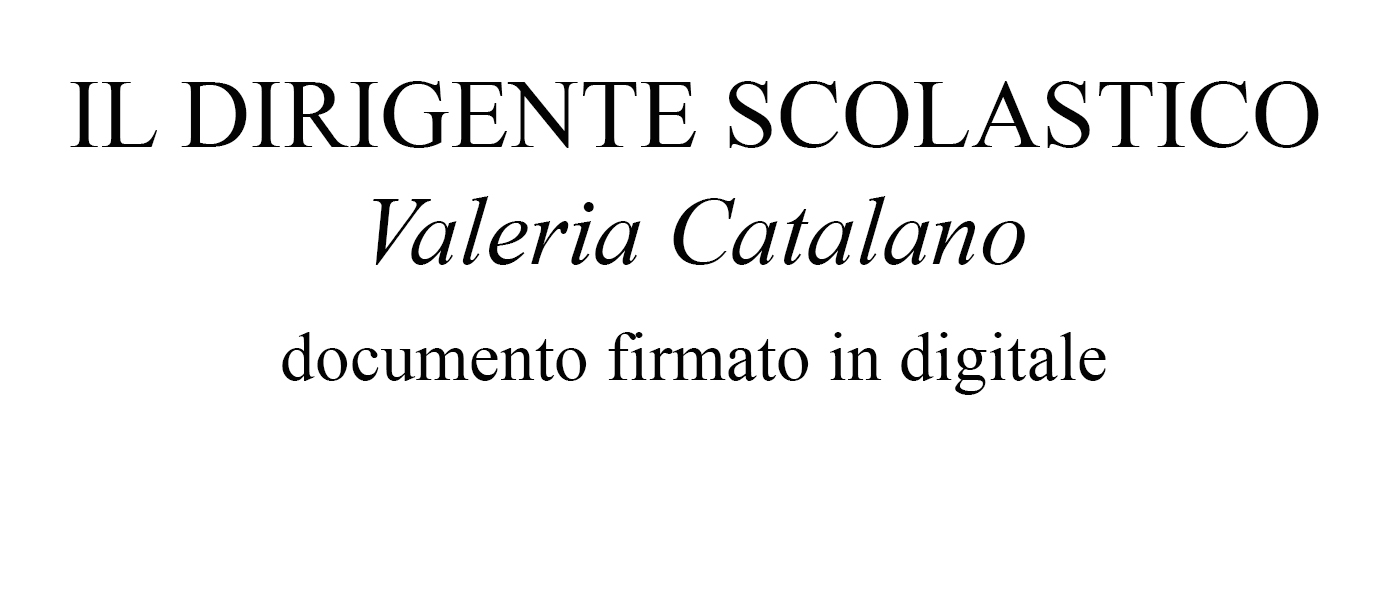 IL DIRIGENTE SCOLASTICO
Valeria Catalano
documento firmato in digitale